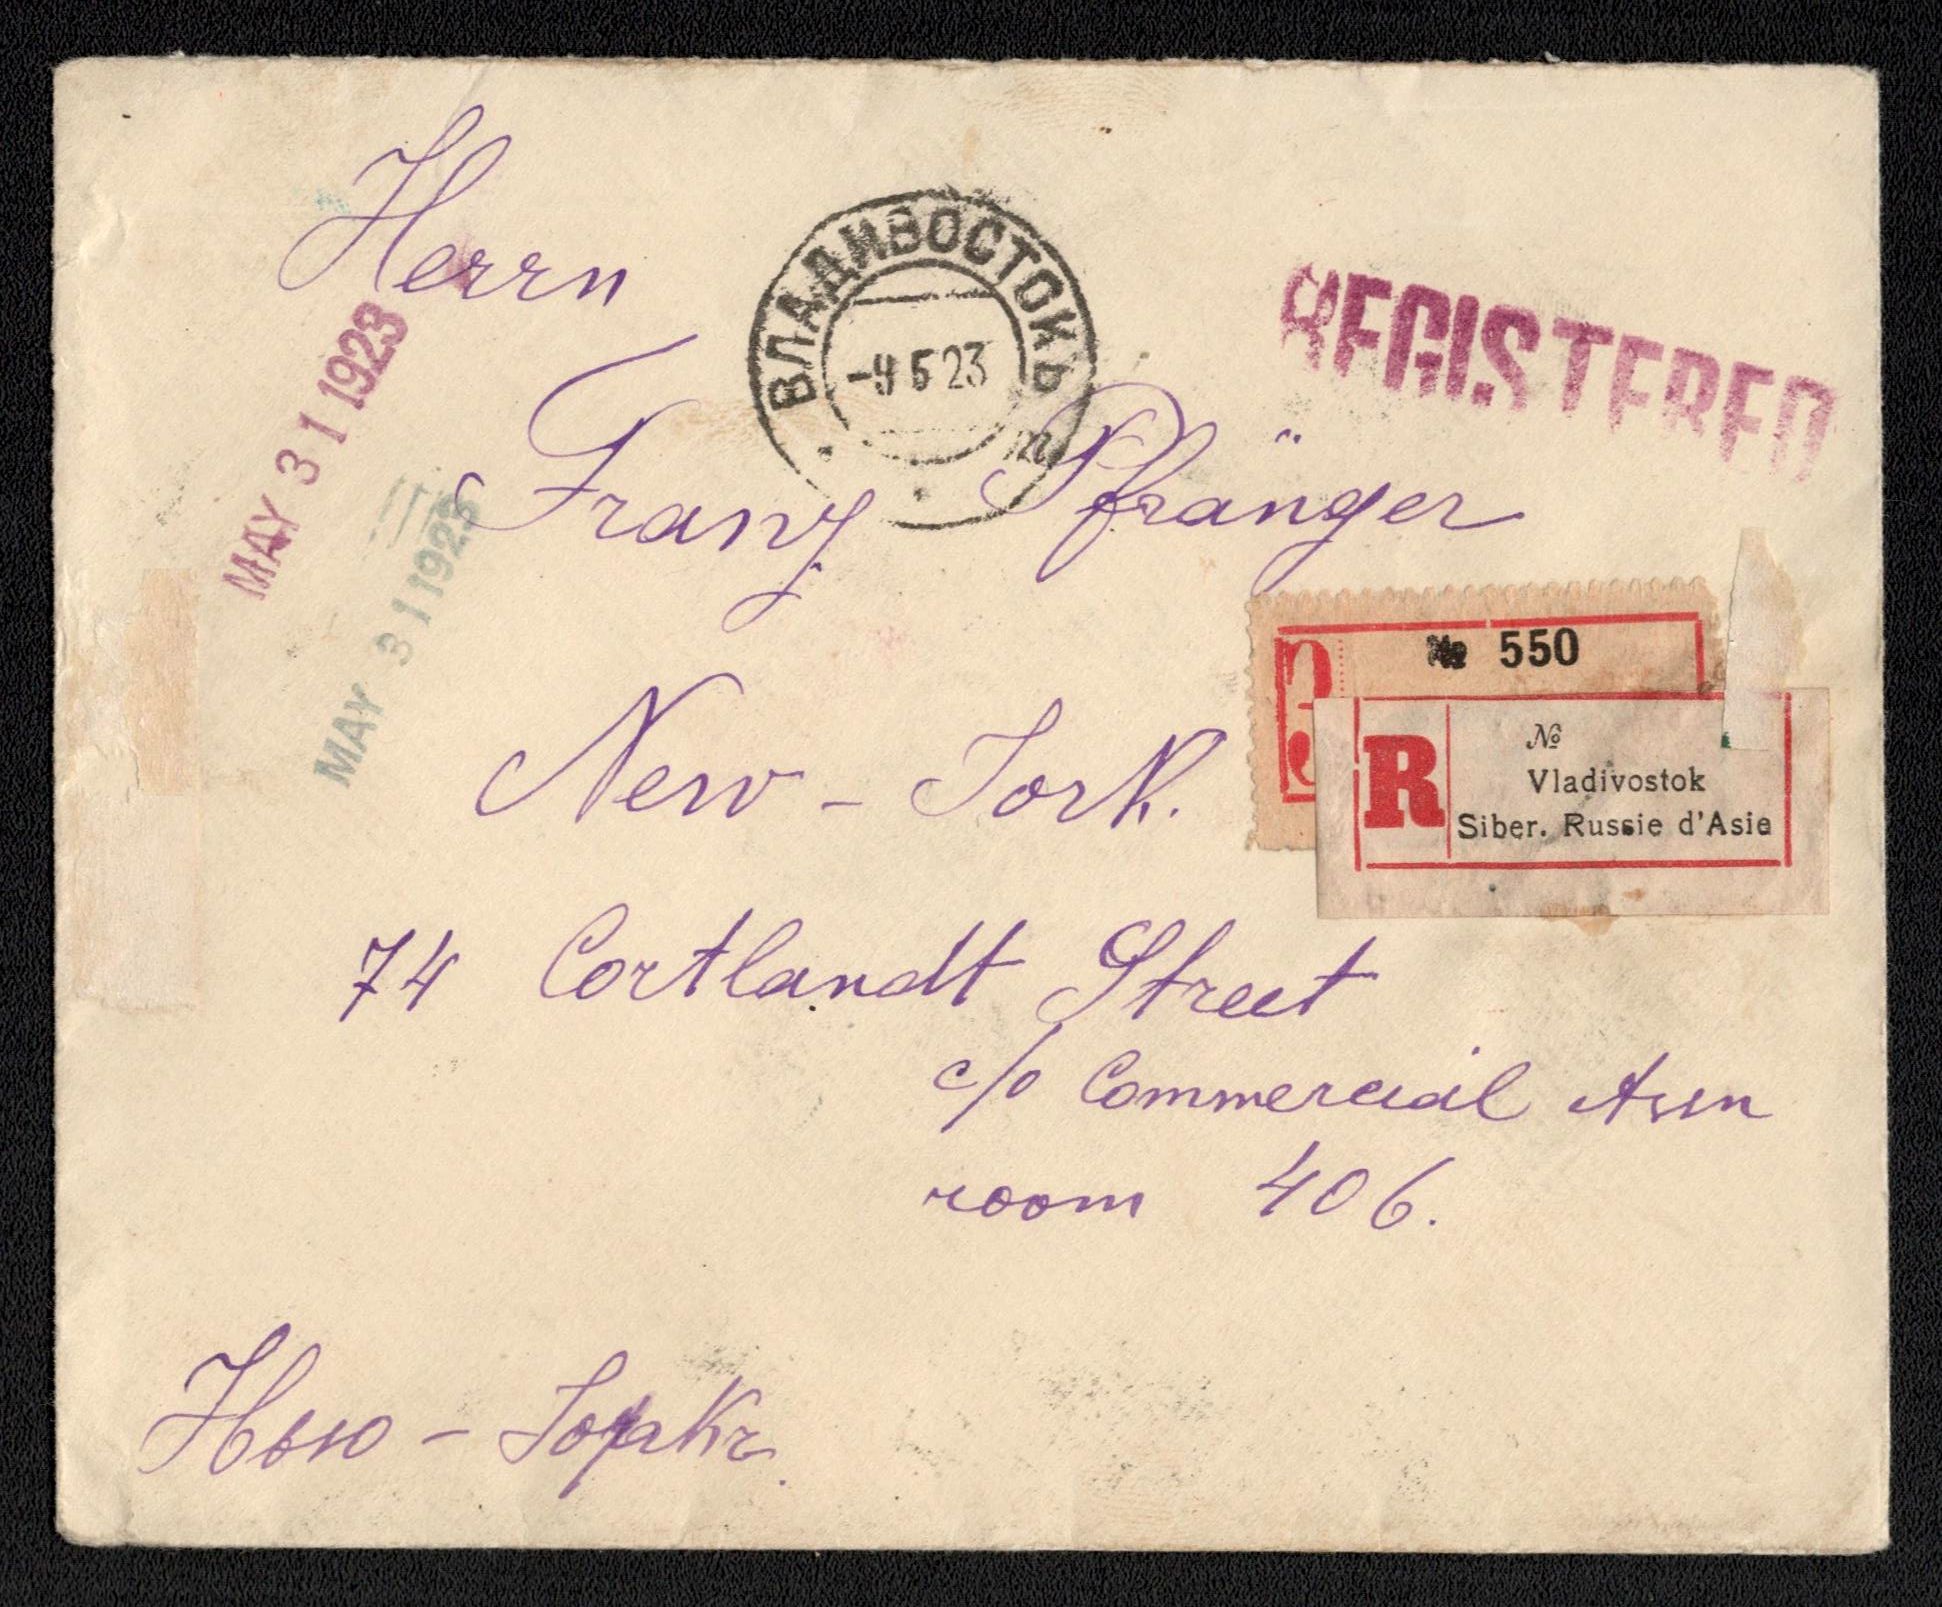 Herrn
ВЛАДИВОСТОКЪ
-9 5 23
REGISTERED
MAY 31 1923
MAY 31 1923
Franz Pfränger
№ 550
R
№
Vladivostok
Siber. Russie d'Asie
New-Jork.
74 Cortlandt Street
c/o Commercial Assn
room 406.
Нью-Іоркъ